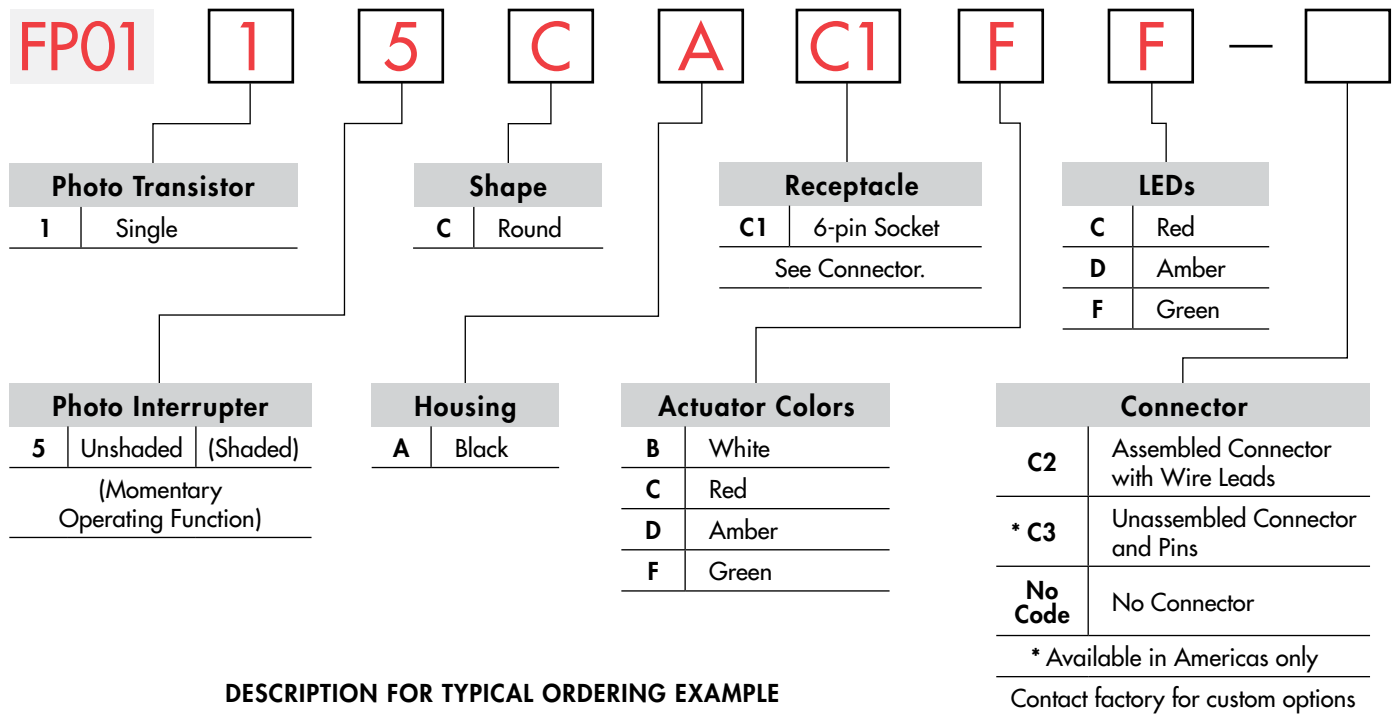 FP01 1 5 C A C1 F F —
Photo Transistor
1 Single
Shape
C Round
Receptacle
C1 6-pin Socket
See Connector.
LEDs
C Red
D Amber
F Green
Photo Interrupter
5 Unshaded (Shaded)
(Momentary
Operating Function)
Housing
A Black
Actuator Colors
B White
C Red
D Amber
F Green
Connector
C2 Assembled Connector
with Wire Leads
* C3 Unassembled Connector
and Pins
No
Code No Connector
* Available in Americas only
Contact factory for custom options
DESCRIPTION FOR TYPICAL ORDERING EXAMPLE